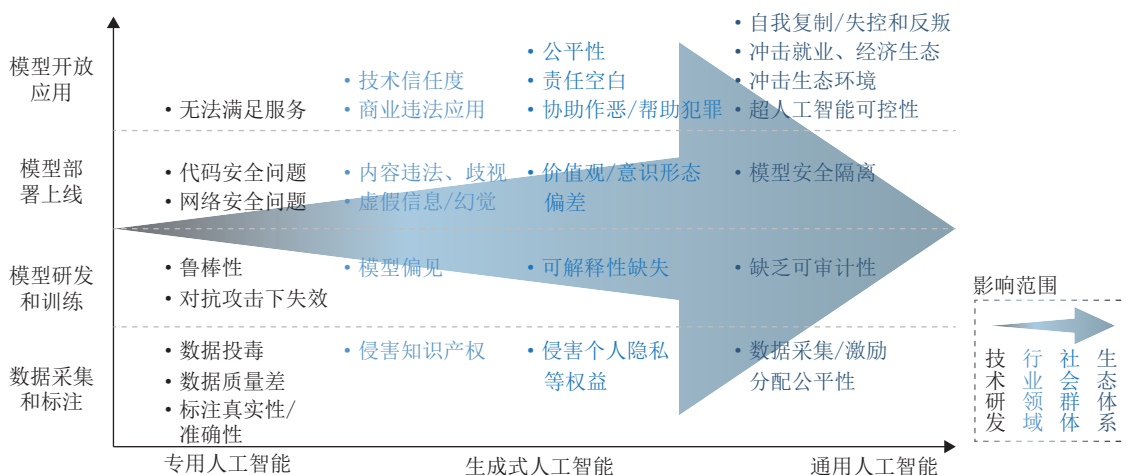 模型开放
应用
• 无法满足服务
• 技术信任度
• 商业违法应用
• 公平性
• 责任空白
• 协助作恶/帮助犯罪
• 自我复制/失控和反叛
• 冲击就业、经济生态
• 冲击生态环境
• 超人工智能可控性
模型部
署上线
• 代码安全问题
• 网络安全问题
• 内容违法、歧视
• 虚假信息/幻觉
• 价值观/意识形态
偏差
• 模型安全隔离
模型研发
和训练
• 鲁棒性
• 对抗攻击下失效
• 模型偏见
• 可解释性缺失
• 缺乏可审计性
数据采集
和标注
• 数据投毒
• 数据质量差
• 标注真实性/
准确性
• 侵害知识产权
• 侵害个人隐私
等权益
• 数据采集/激励
分配公平性
专用人工智能
生成式人工智能
通用人工智能
影响范围
技术研发
行业领域
社会群体
生态体系